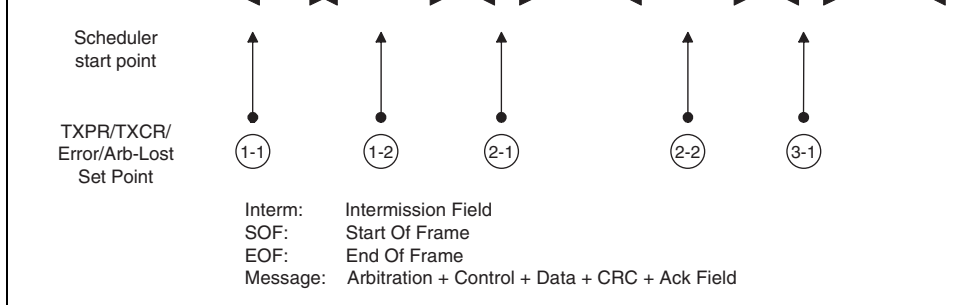 Scheduler
start point
TXPR/TXCR/
Error/Arb-Lost
Set Point
1-1 1-2 2-1 2-2 3-1
Interm: Intermission Field
SOF: Start Of Frame
EOF: End Of Frame
Message: Arbitration + Control + Data + CRC + Ack Field